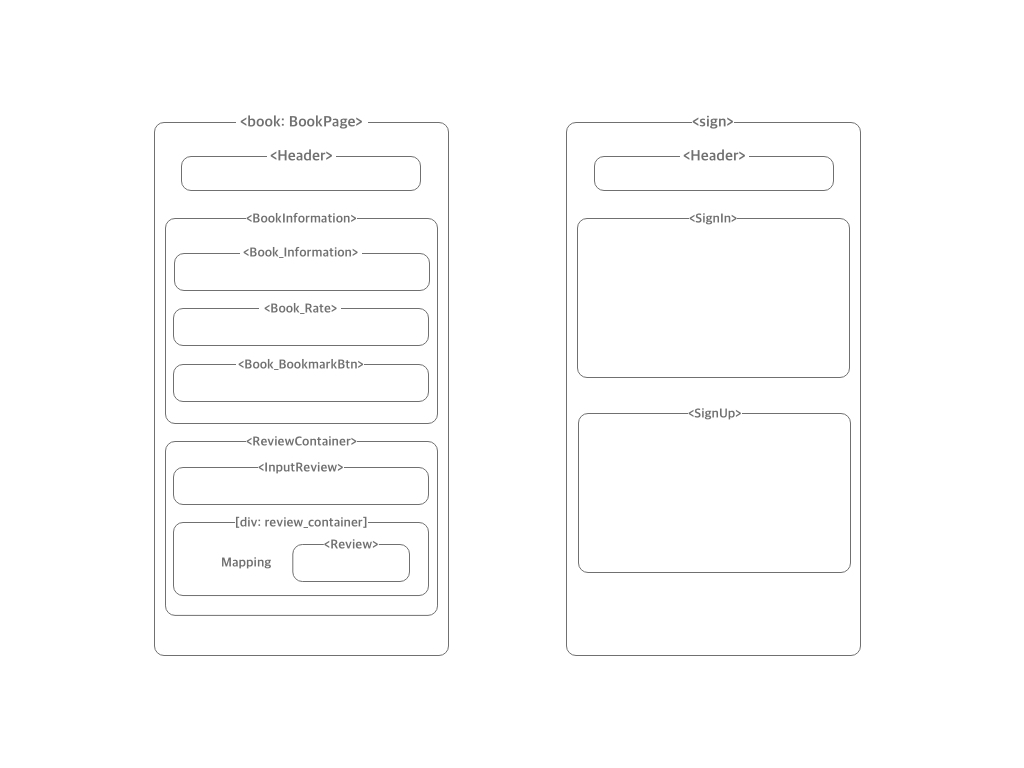 <book: BookPage>
<Header>
<BookInformation>
<Book_Information>
<Book_Rate>
<Book_BookmarkBtn>
<ReviewContainer>
<InputReview>
[div: review_container]
<Review>
Mapping
<sign>
<Header>
<SignIn>
<SignUp>